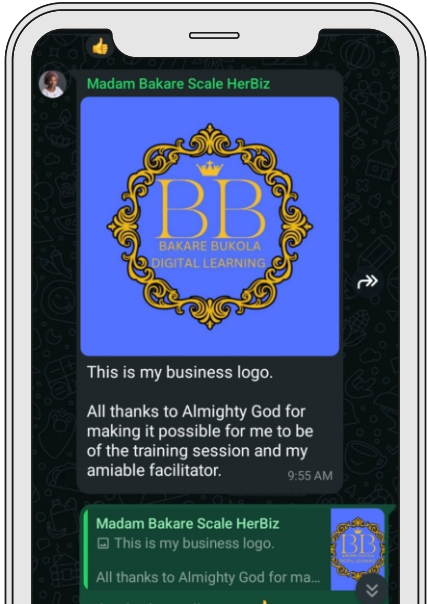 Madam Bakare Scale HerBiz
BB
BAKARE BUKOLA
DIGITAL LEARNING
This is my business logo.
All thanks to Almighty God for
making it possible for me to be
of the training session and my
amiable facilitator.
9:55 AM
Madam Bakare Scale HerBiz
This is my business logo.
All thanks to Almighty God for ma...
BB